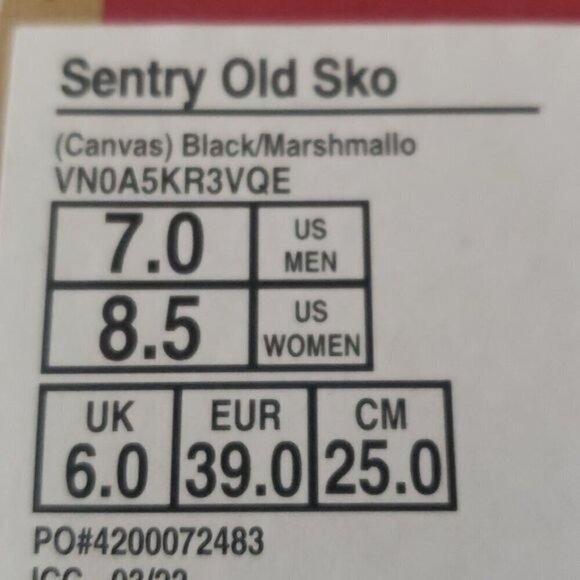 Sentry Old Sko
(Canvas) Black/Marshmallo
VN0A5KR3VQE
7.0 US MEN
8.5 US WOMEN
UK EUR CM
6.0 39.0 25.0
PO#4200072483